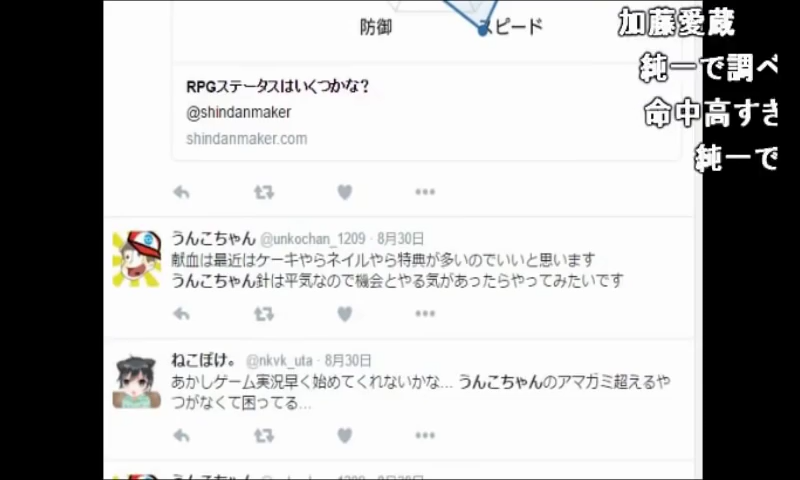 防御
スピード
加藤愛蔵
純一で調べ
命中高すぎ
純一で
RPGステータスはいくつかな？
@shindanmaker
shindanmaker.com
うんこちゃん @unkochan_1209 · 8月30日
献血は最近はケーキやらネイルやら特典が多いのでいいと思います
うんこちゃん針は平気なので機会とやる気があったらやってみたいです
ねこぼけ。 @nkvk_uta · 8月30日
あかしゲーム実況早く始めてくれないかな... うんこちゃんのアマガミ超えるや
つがなくて困ってる...